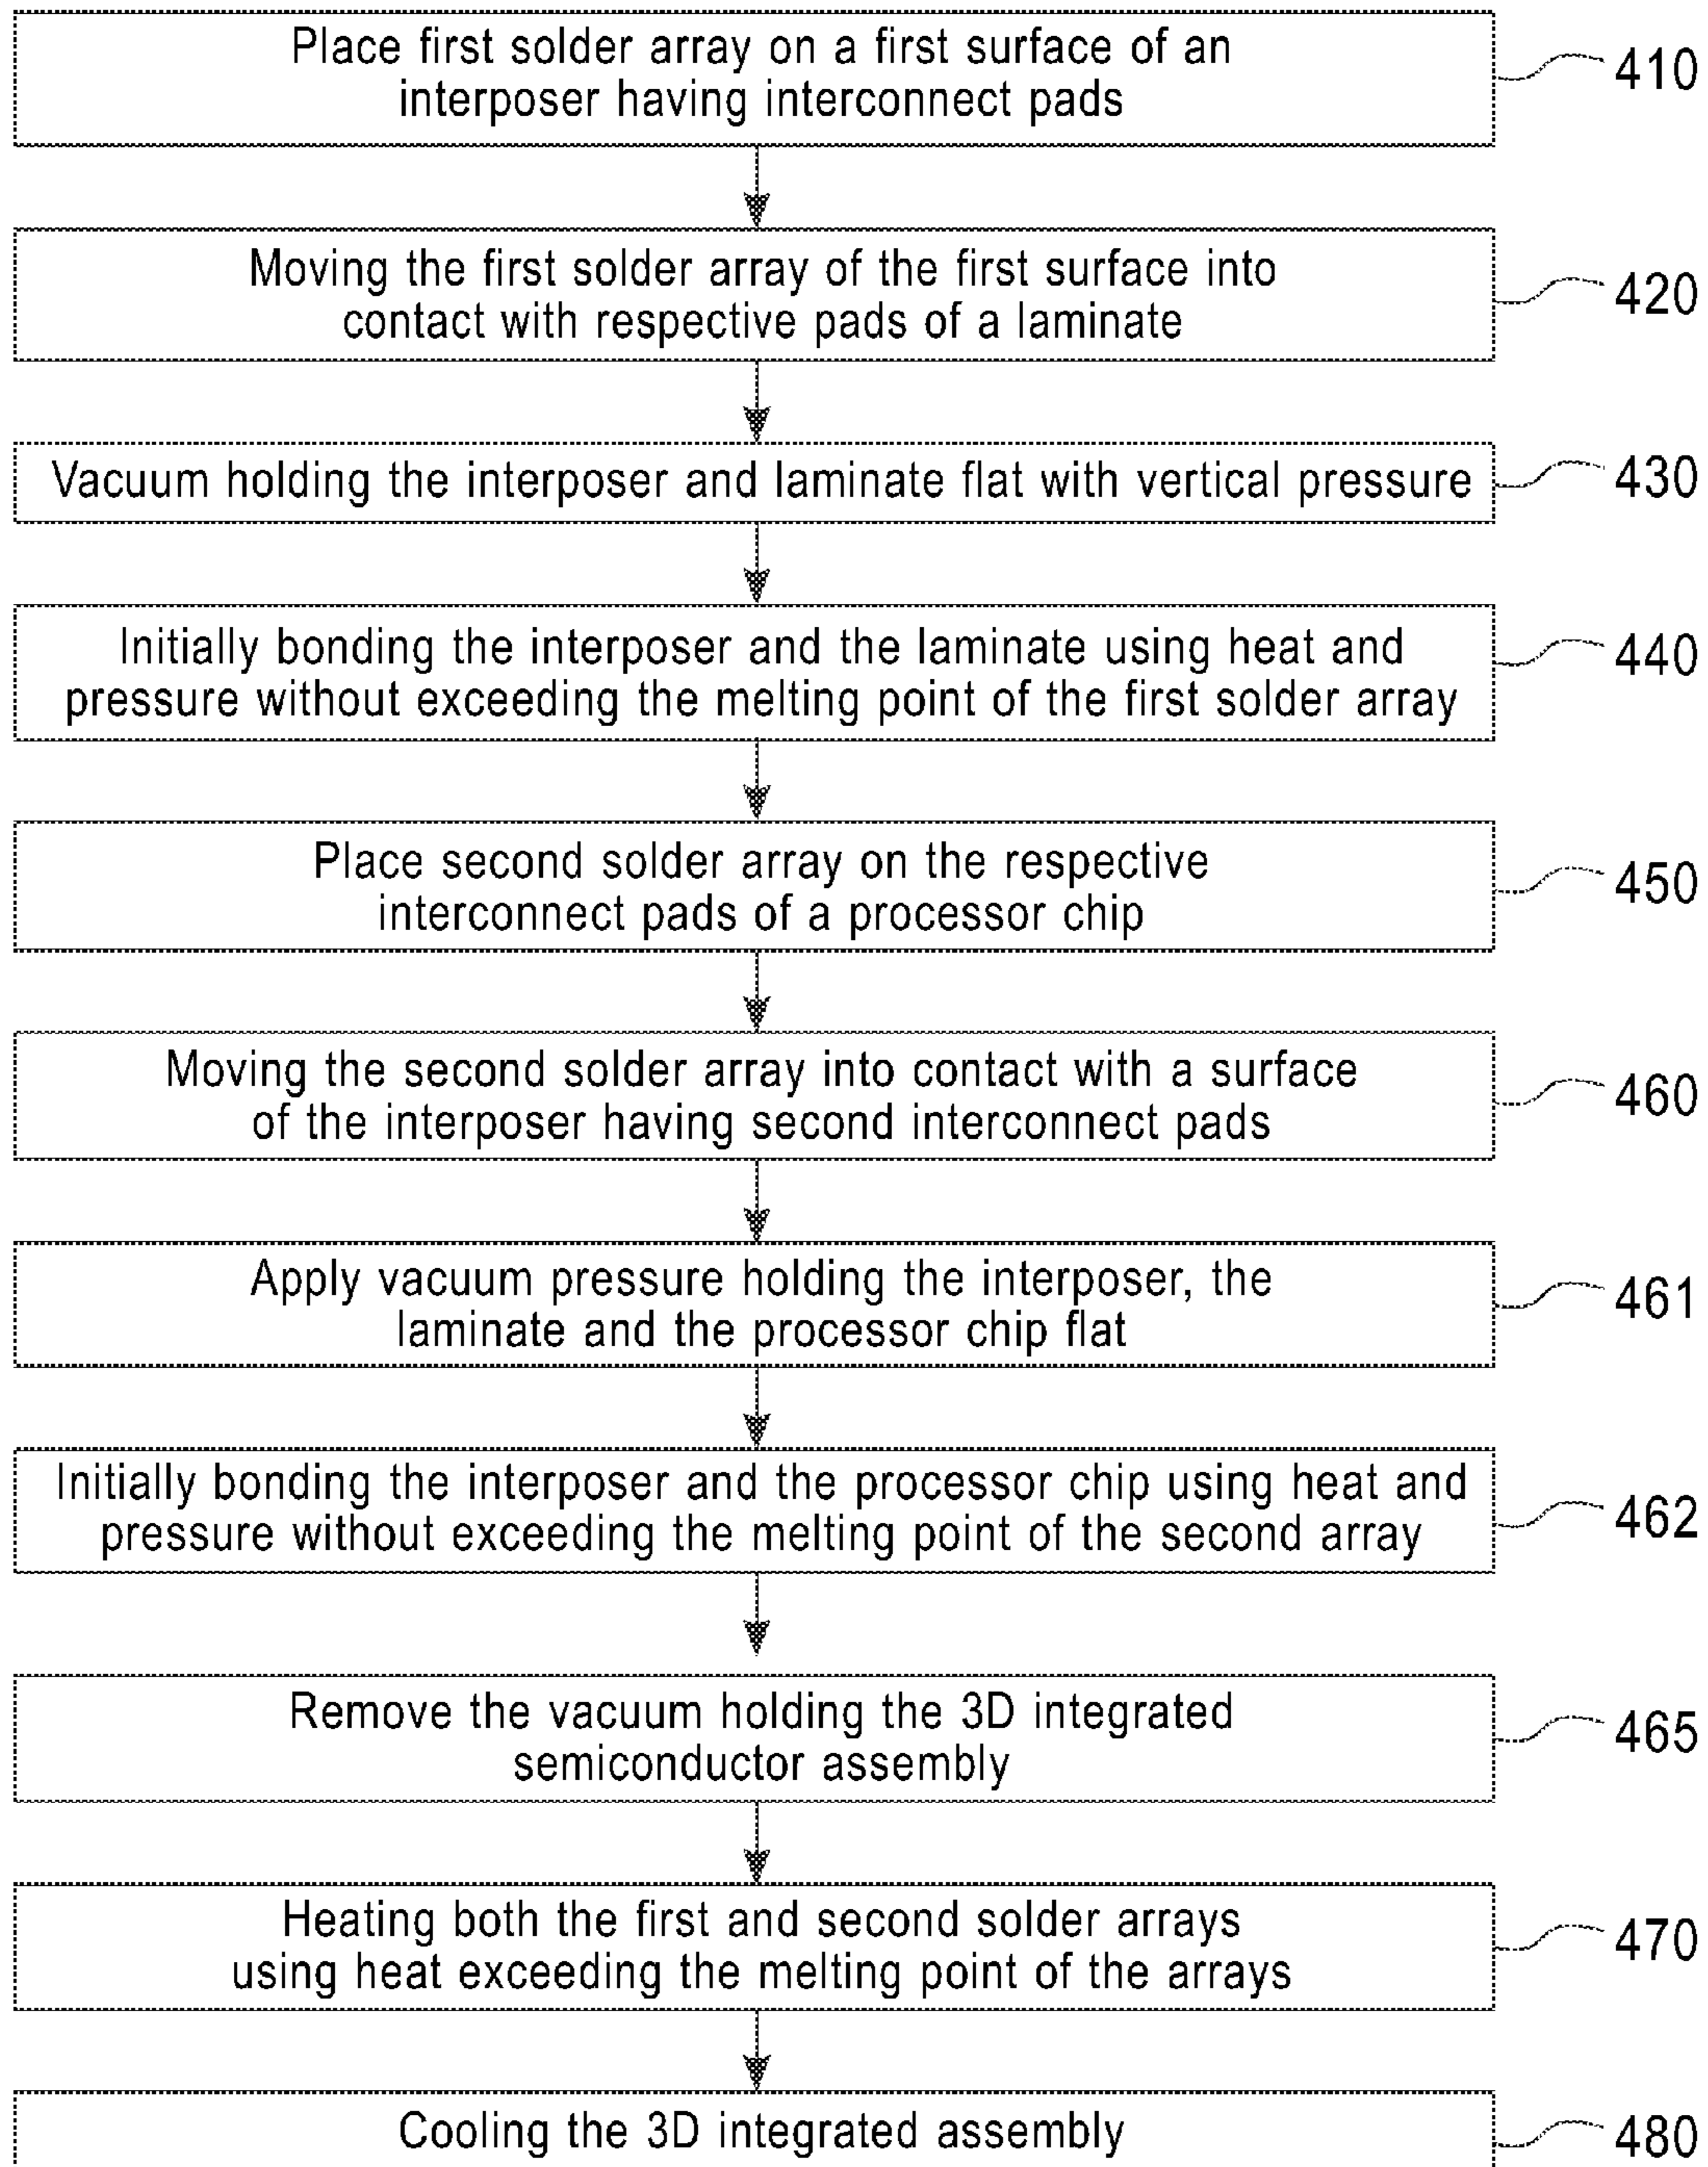 Place first solder array on a first surface of an
interposer having interconnect pads
410
Moving the first solder array of the first surface into
contact with respective pads of a laminate
420
Vacuum holding the interposer and laminate flat with vertical pressure
430
Initially bonding the interposer and the laminate using heat and
pressure without exceeding the melting point of the first solder array
440
Place second solder array on the respective
interconnect pads of a processor chip
450
Moving the second solder array into contact with a surface
of the interposer having second interconnect pads
460
Apply vacuum pressure holding the interposer, the
laminate and the processor chip flat
461
Initially bonding the interposer and the processor chip using heat and
pressure without exceeding the melting point of the second array
462
Remove the vacuum holding the 3D integrated
semiconductor assembly
465
Heating both the first and second solder arrays
using heat exceeding the melting point of the arrays
470
Cooling the 3D integrated assembly
480